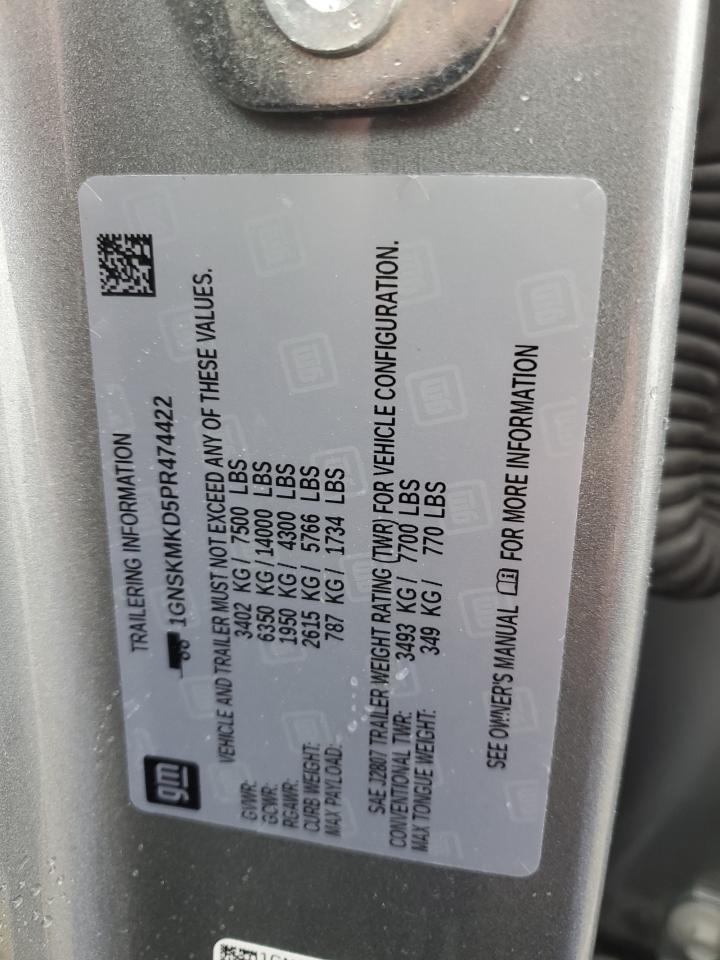 gm
TRAILERING INFORMATION
1GNSKMKD5PR474422
VEHICLE AND TRAILER MUST NOT EXCEED ANY OF THESE VALUES.
GVWR: 3402 KG / 7500 LBS
GCWR: 6350 KG / 14000 LBS
RGAWR: 1950 KG / 4300 LBS
CURB WEIGHT: 2615 KG / 5766 LBS
MAX PAYLOAD: 787 KG / 1734 LBS
SAE J2807 TRAILER WEIGHT RATING (TWR) FOR VEHICLE CONFIGURATION.
CONVENTIONAL TWR: 3493 KG / 7700 LBS
MAX TONGUE WEIGHT: 349 KG / 770 LBS
SEE OWNER'S MANUAL FOR MORE INFORMATION